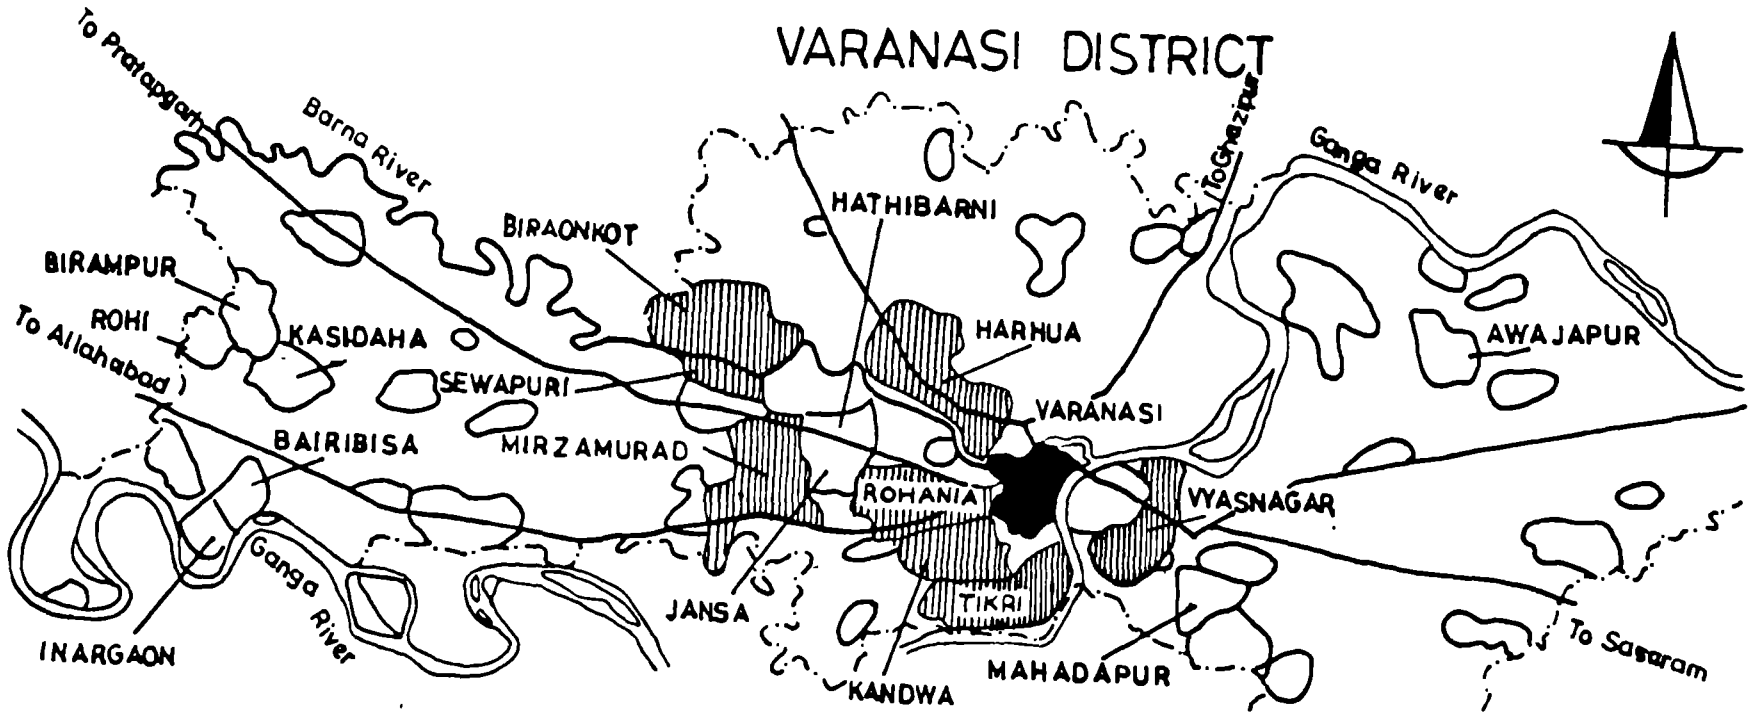 VARANASI DISTRICT
To Pratapgarh
Barna River
To Ghazipur
Ganga River
HATHIBARNI
BIRAONKOT
BIRAMPUR
ROHI
KASIDAHA
To Allahabad
HARHUA
AWAJAPUR
SEWAPURI
VARANASI
BAIRIBISA
MIRZAMURAD
ROHANIA
VYASNAGAR
Ganga River
JANSA
TIKRI
INARGAON
KANDWA
MAHADAPUR
To Sasaram